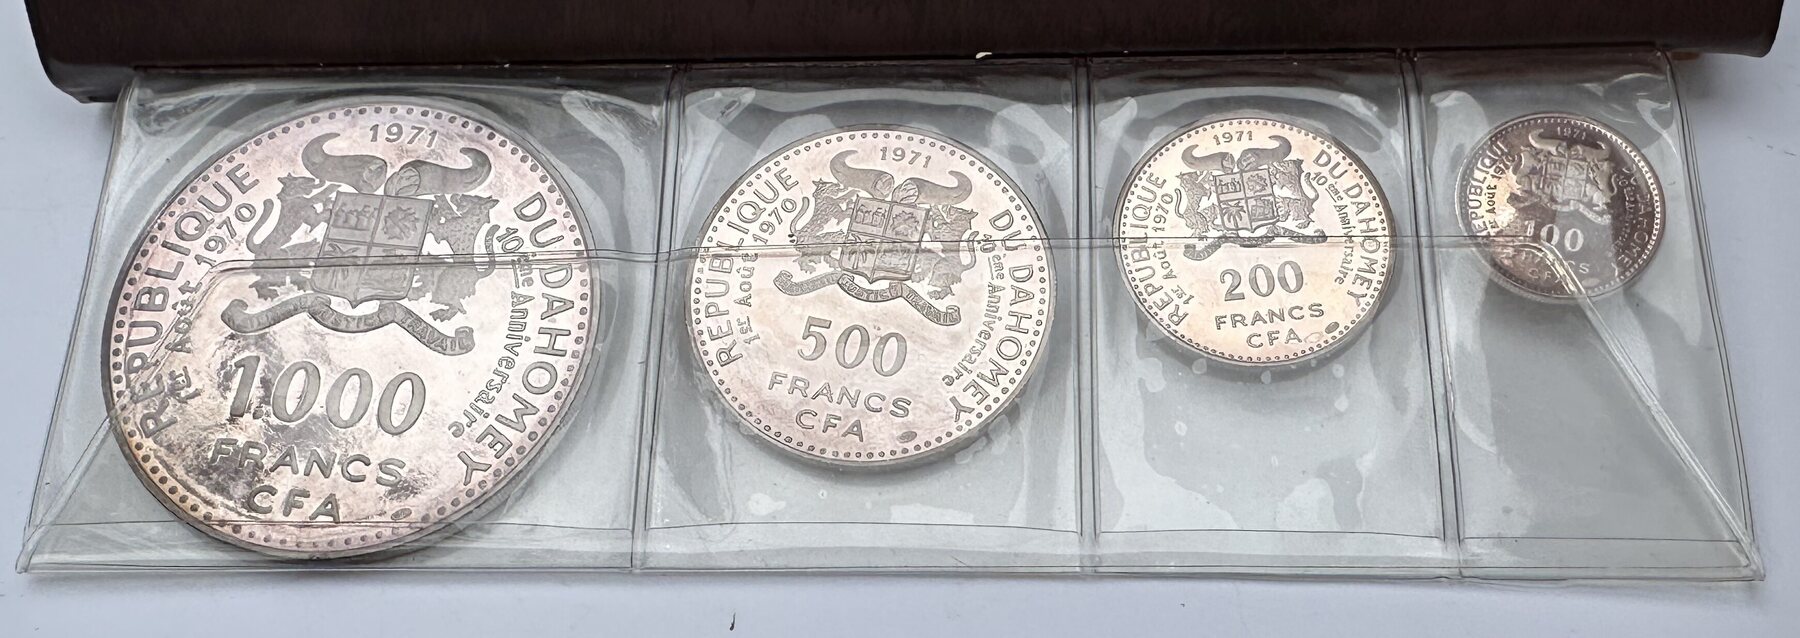 1971
REPUBLIQUE DU DAHOMEY
1er Août 1970
10ème Anniversaire
1.000
FRANCS
CFA
1971
REPUBLIQUE DU DAHOMEY
1er Août 1970
10ème Anniversaire
500
FRANCS
CFA
1971
REPUBLIQUE DU DAHOMEY
1er Août 1970
10ème Anniversaire
200
FRANCS
CFA
1971
REPUBLIQUE DU DAHOMEY
1er Août 1970
100